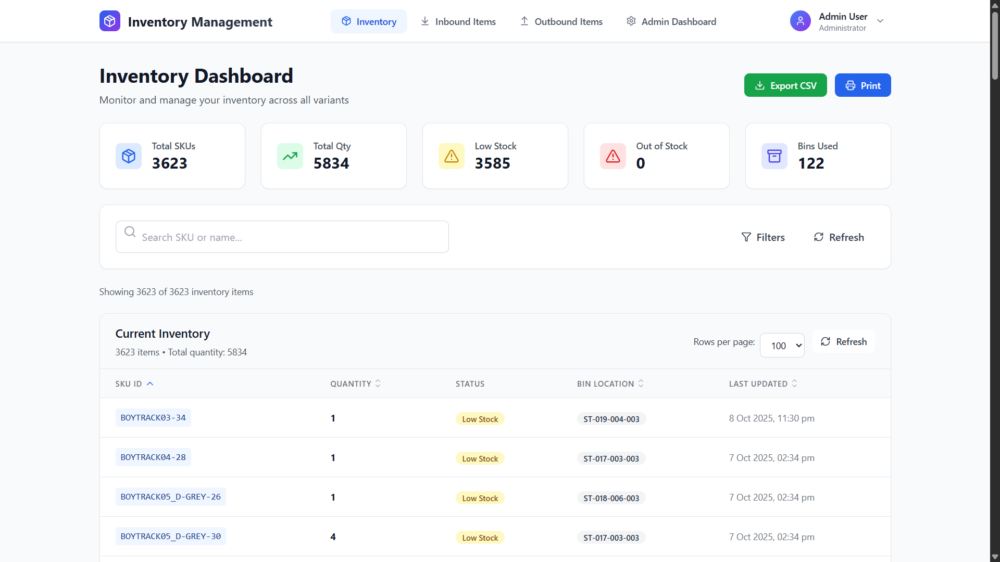 Inventory Management
Inventory
Inbound Items
Outbound Items
Admin Dashboard
Admin User
Administrator
Inventory Dashboard
Monitor and manage your inventory across all variants
Export CSV
Print
Total SKUs
3623
Total Qty
5834
Low Stock
3585
Out of Stock
0
Bins Used
122
Search SKU or name...
Filters
Refresh
Showing 3623 of 3623 inventory items
Current Inventory
3623 items • Total quantity: 5834
Rows per page:
100
Refresh
SKU ID QUANTITY STATUS BIN LOCATION LAST UPDATED
BOYTRACK03-34 1 Low Stock ST-019-004-003 8 Oct 2025, 11:30 pm
BOYTRACK04-28 1 Low Stock ST-017-003-003 7 Oct 2025, 02:34 pm
BOYTRACK05_D-GREY-26 1 Low Stock ST-018-006-003 7 Oct 2025, 02:34 pm
BOYTRACK05_D-GREY-30 4 Low Stock ST-017-003-003 7 Oct 2025, 02:34 pm